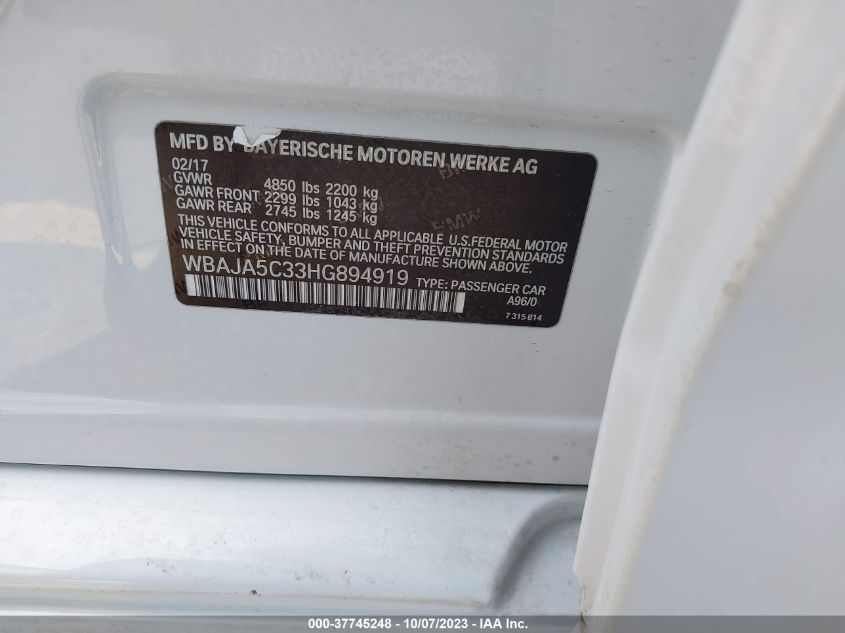 MFD BY BAYERISCHE MOTOREN WERKE AG
02/17
GVWR 4850 lbs 2200 kg
GAWR FRONT 2299 lbs 1043 kg
GAWR REAR 2745 lbs 1245 kg
THIS VEHICLE CONFORMS TO ALL APPLICABLE U.S.FEDERAL MOTOR
VEHICLE SAFETY, BUMPER AND THEFT PREVENTION STANDARDS
IN EFFECT ON THE DATE OF MANUFACTURE SHOWN ABOVE.
WBAJA5C33HG894919 TYPE: PASSENGER CAR
A96/0
7 315 814
000-37745248 - 10/07/2023 - IAA Inc.